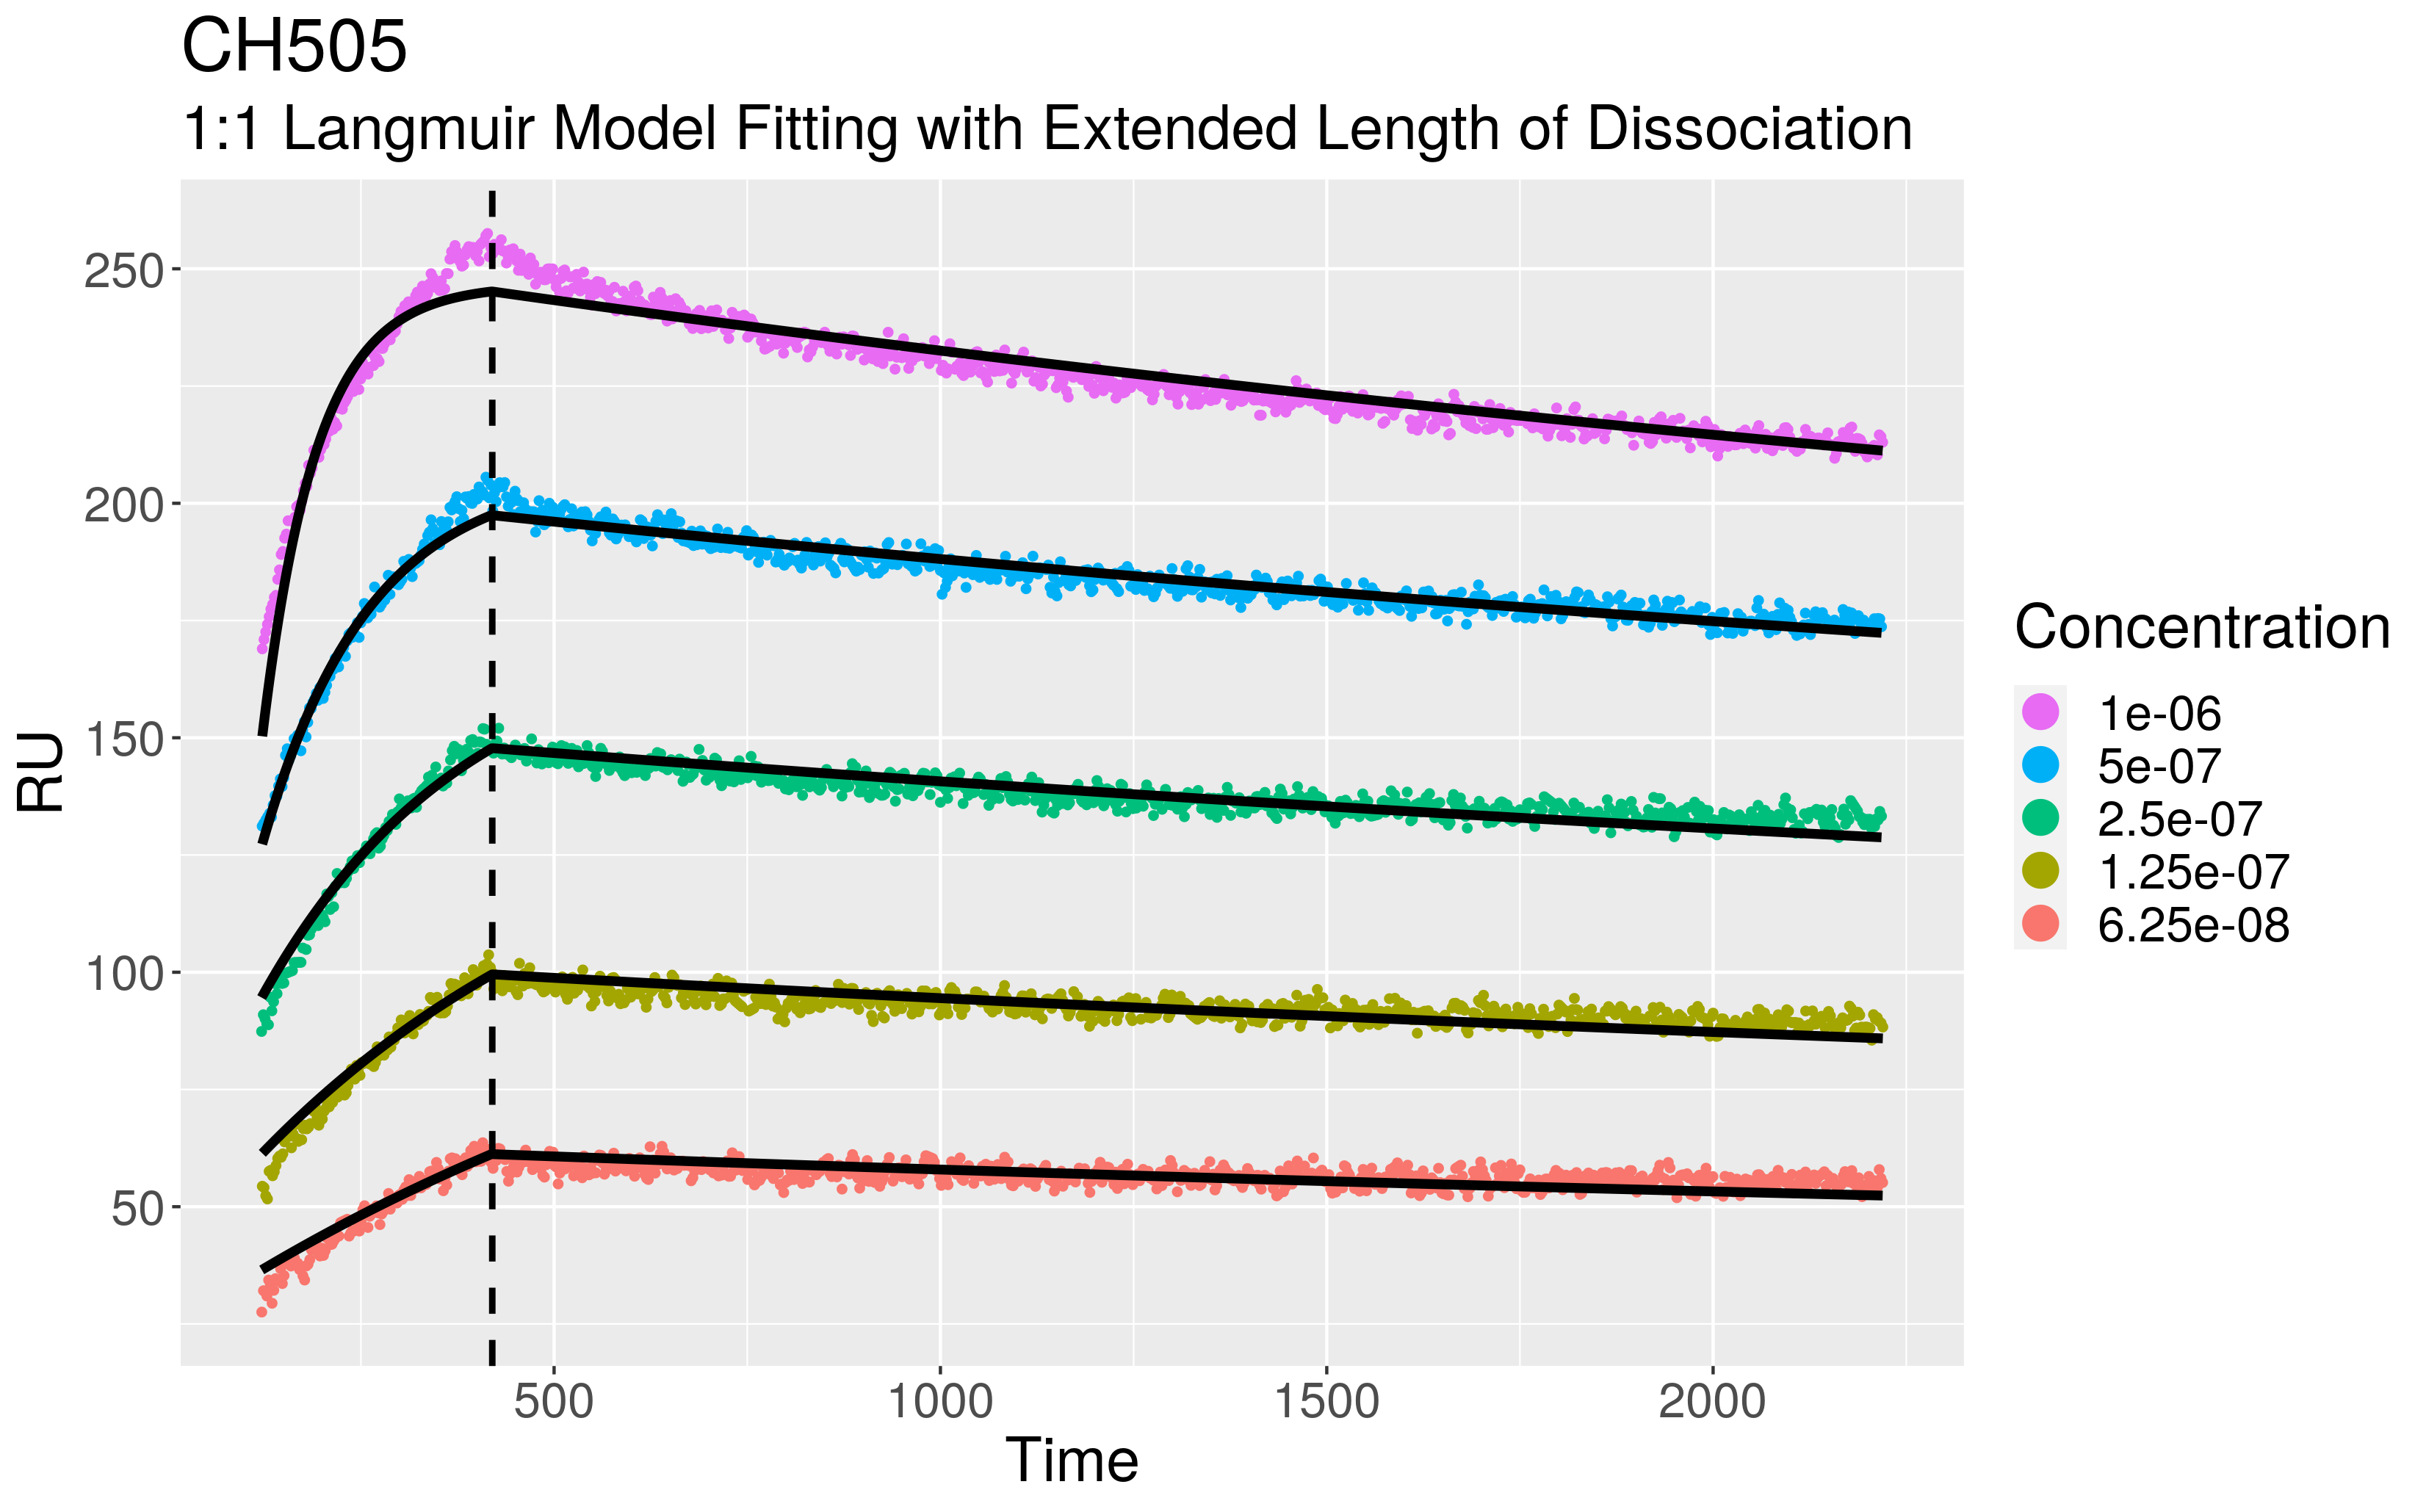 CH505
1:1 Langmuir Model Fitting with Extended Length of Dissociation
250
200
150
100
50
RU
500 1000 1500 2000
Time
Concentration
1e-06
5e-07
2.5e-07
1.25e-07
6.25e-08